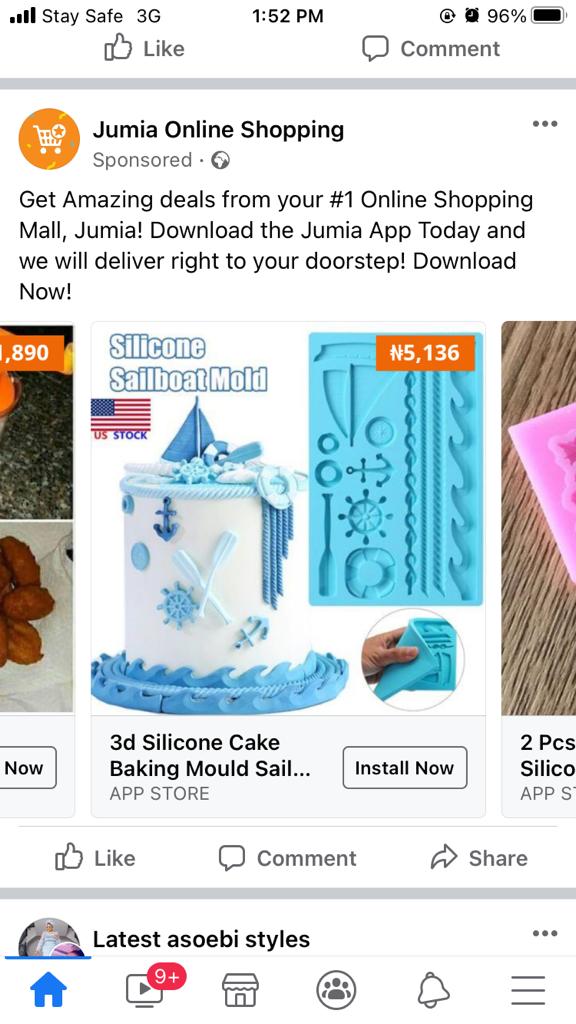 Stay Safe 3G 1:52 PM 96%
Like Comment
Jumia Online Shopping
Sponsored ·
Get Amazing deals from your #1 Online Shopping
Mall, Jumia! Download the Jumia App Today and
we will deliver right to your doorstep! Download
Now!
,890
₦5,136
Silicone
Sailboat Mold
US STOCK
Now
3d Silicone Cake
Baking Mould Sail...
APP STORE
Install Now
2 Pcs
Silico
APP S
Like Comment Share
Latest asoebi styles
9+